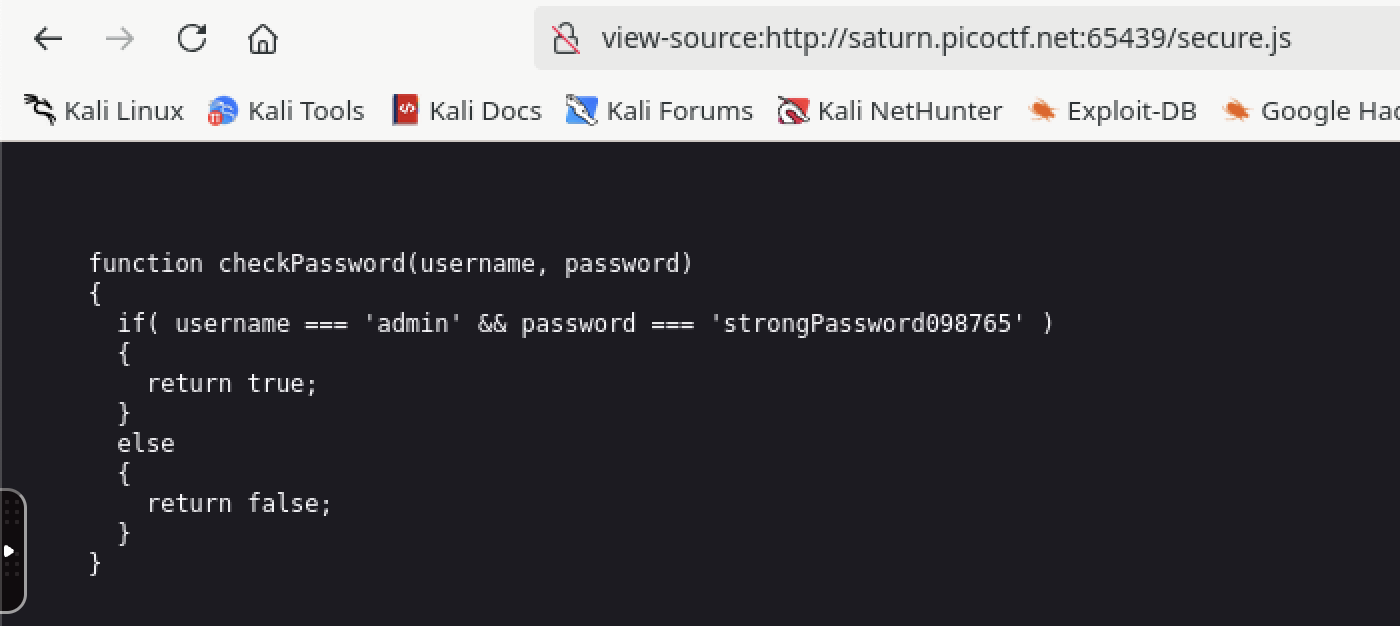 view-source:http://saturn.picoctf.net:65439/secure.js
Kali Linux Kali Tools Kali Docs Kali Forums Kali NetHunter Exploit-DB Google Hac
function checkPassword(username, password)
{
  if( username === 'admin' && password === 'strongPassword098765' )
  {
    return true;
  }
  else
  {
    return false;
  }
}